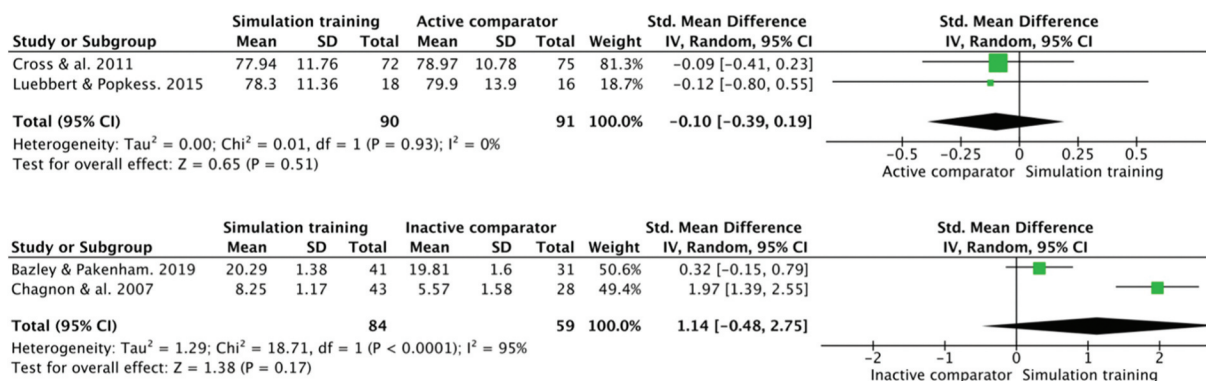 Simulation training Active comparator Std. Mean Difference Std. Mean Difference
Study or Subgroup Mean SD Total Mean SD Total Weight IV, Random, 95% CI IV, Random, 95% CI
Cross & al. 2011 77.94 11.76 72 78.97 10.78 75 81.3% −0.09 [−0.41, 0.23]
Luebbert & Popkess. 2015 78.3 11.36 18 79.9 13.9 16 18.7% −0.12 [−0.80, 0.55]
Total (95% CI) 90 91 100.0% −0.10 [−0.39, 0.19]
Heterogeneity: Tau² = 0.00; Chi² = 0.01, df = 1 (P = 0.93); I² = 0%
Test for overall effect: Z = 0.65 (P = 0.51)
−0.5 −0.25 0 0.25 0.5
Active comparator Simulation training
Simulation training Inactive comparator Std. Mean Difference Std. Mean Difference
Study or Subgroup Mean SD Total Mean SD Total Weight IV, Random, 95% CI IV, Random, 95% CI
Bazley & Pakenham. 2019 20.29 1.38 41 19.81 1.6 31 50.6% 0.32 [−0.15, 0.79]
Chagnon & al. 2007 8.25 1.17 43 5.57 1.58 28 49.4% 1.97 [1.39, 2.55]
Total (95% CI) 84 59 100.0% 1.14 [−0.48, 2.75]
Heterogeneity: Tau² = 1.29; Chi² = 18.71, df = 1 (P < 0.0001); I² = 95%
Test for overall effect: Z = 1.38 (P = 0.17)
−2 −1 0 1 2
Inactive comparator Simulation training